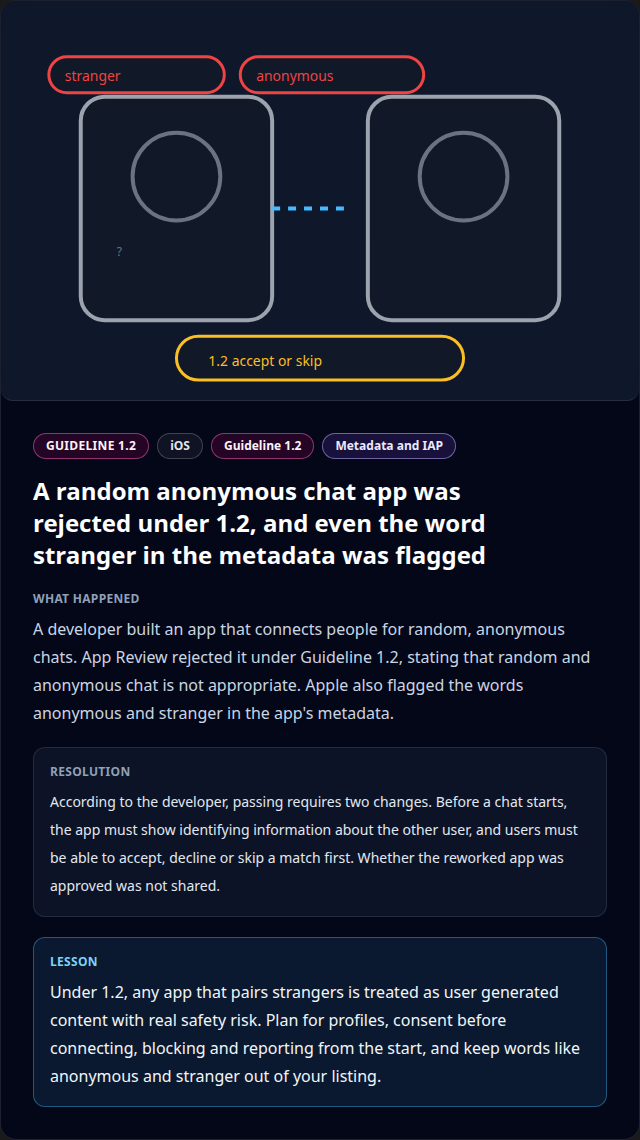 stranger
anonymous
?
1.2 accept or skip
GUIDELINE 1.2
iOS
Guideline 1.2
Metadata and IAP
A random anonymous chat app was
rejected under 1.2, and even the word
stranger in the metadata was flagged
WHAT HAPPENED
A developer built an app that connects people for random, anonymous
chats. App Review rejected it under Guideline 1.2, stating that random and
anonymous chat is not appropriate. Apple also flagged the words
anonymous and stranger in the app's metadata.
RESOLUTION
According to the developer, passing requires two changes. Before a chat starts,
the app must show identifying information about the other user, and users must
be able to accept, decline or skip a match first. Whether the reworked app was
approved was not shared.
LESSON
Under 1.2, any app that pairs strangers is treated as user generated
content with real safety risk. Plan for profiles, consent before
connecting, blocking and reporting from the start, and keep words like
anonymous and stranger out of your listing.